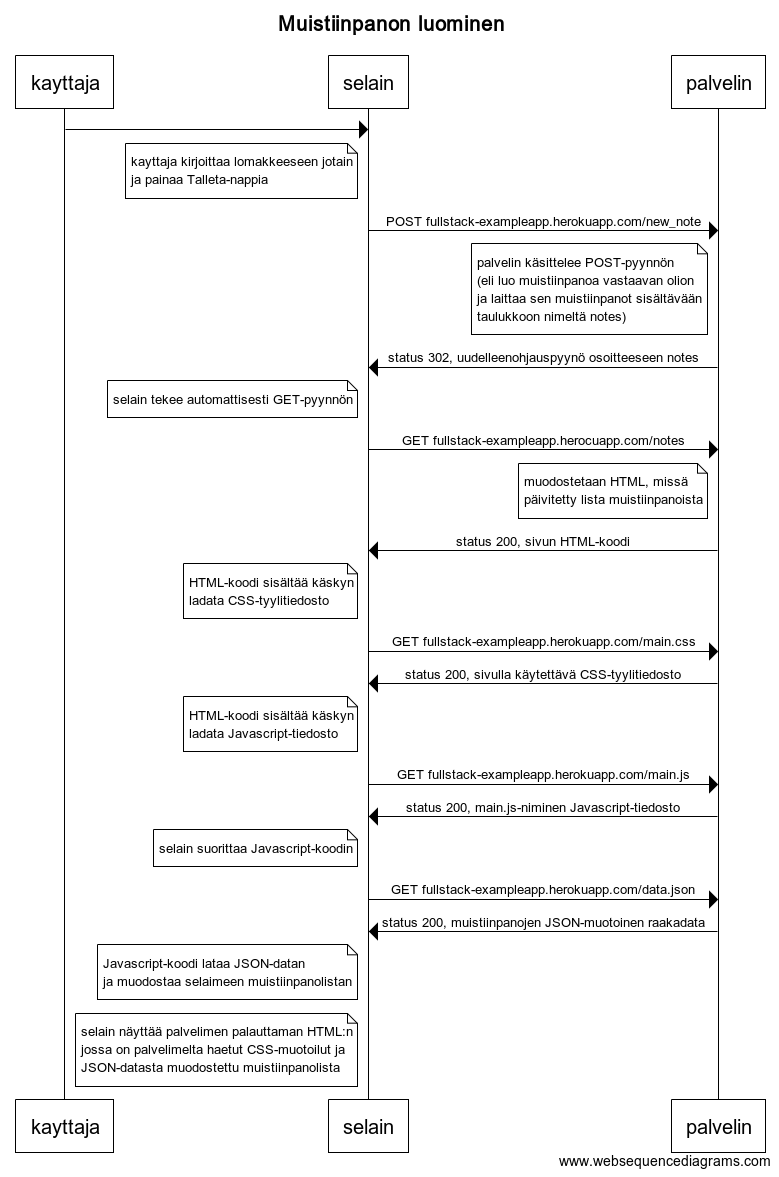 Muistiinpanon luominen
kayttaja
selain
palvelin
kayttaja kirjoittaa lomakkeeseen jotain
ja painaa Talleta-nappia
POST fullstack-exampleapp.herokuapp.com/new_note
palvelin käsittelee POST-pyynnön
(eli luo muistiinpanoa vastaavan olion
ja laittaa sen muistiinpanot sisältävään
taulukkoon nimeltä notes)
status 302, uudelleenohjauspyynö osoitteeseen notes
selain tekee automattisesti GET-pyynnön
GET fullstack-exampleapp.herocuapp.com/notes
muodostetaan HTML, missä
päivitetty lista muistiinpanoista
status 200, sivun HTML-koodi
HTML-koodi sisältää käskyn
ladata CSS-tyylitiedosto
GET fullstack-exampleapp.herokuapp.com/main.css
status 200, sivulla käytettävä CSS-tyylitiedosto
HTML-koodi sisältää käskyn
ladata Javascript-tiedosto
GET fullstack-exampleapp.herokuapp.com/main.js
status 200, main.js-niminen Javascript-tiedosto
selain suorittaa Javascript-koodin
GET fullstack-exampleapp.herokuapp.com/data.json
status 200, muistiinpanojen JSON-muotoinen raakadata
Javascript-koodi lataa JSON-datan
ja muodostaa selaimeen muistiinpanolistan
selain näyttää palvelimen palauttaman HTML:n
jossa on palvelimelta haetut CSS-muotoilut ja
JSON-datasta muodostettu muistiinpanolista
kayttaja
selain
palvelin
www.websequencediagrams.com